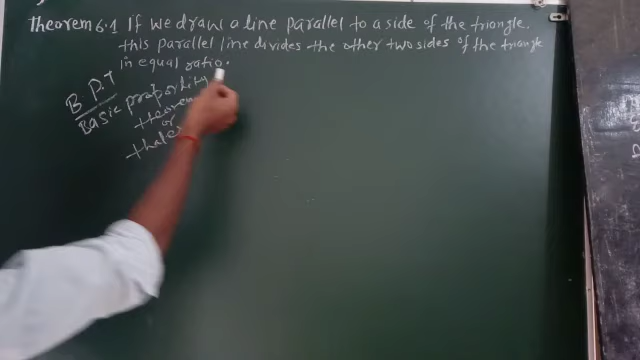 Theorem 6.1 If we draw a line parallel to a side of the triangle.
this parallel line divides the other two sides of the triangle
in equal ratio.
B.P.T
Basic
theorem
or
thales